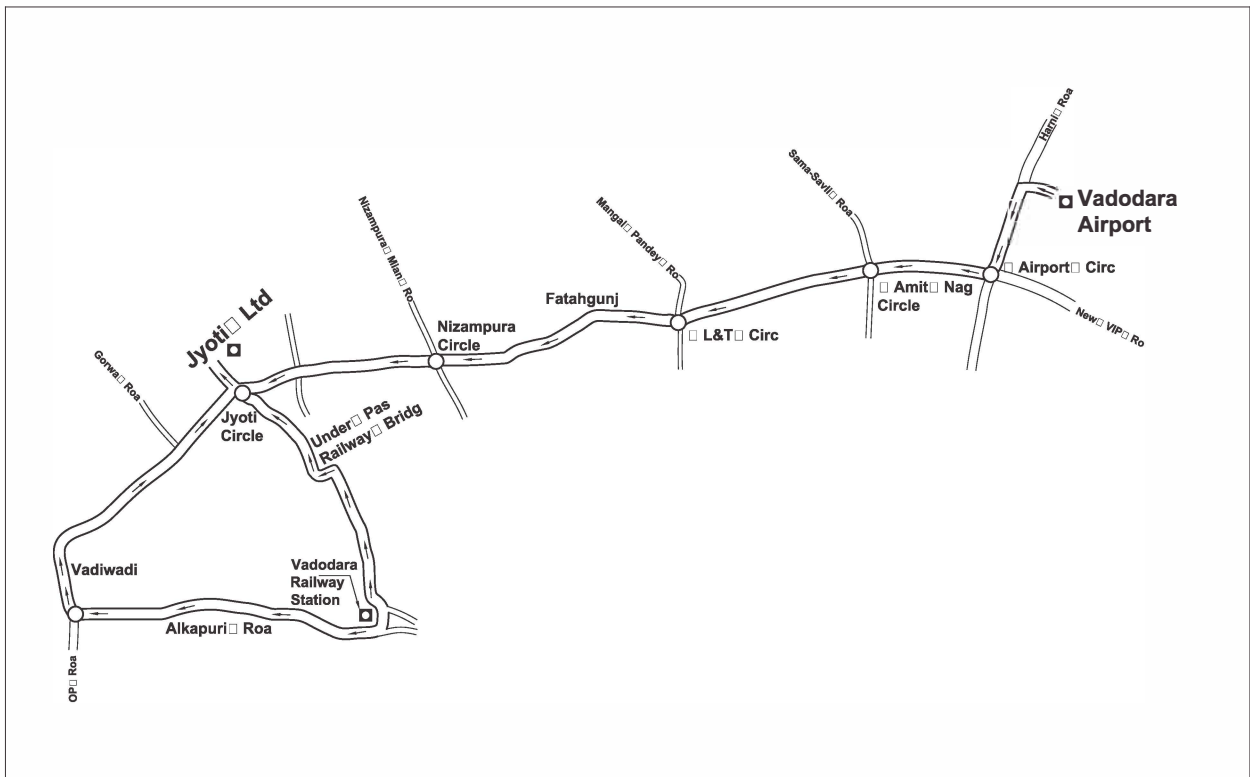 Harni□ Roa
Vadodara
Airport
Sama-Savli□ Roa
Mangal□ Pandey□ Ro
Nizampura□ Mian□ Ro
□ Airport□ Circ
□ Amit□ Nag
Circle
New□ VIP□ Ro
Fatahgunj
□ L&T□ Circ
Nizampura
Circle
Jyoti□ Ltd
Gorwa□ Roa
Jyoti
Circle
Under□ Pas
Railway□ Bridg
Vadiwadi
Vadodara
Railway
Station
Alkapuri□ Roa
OP□ Roa